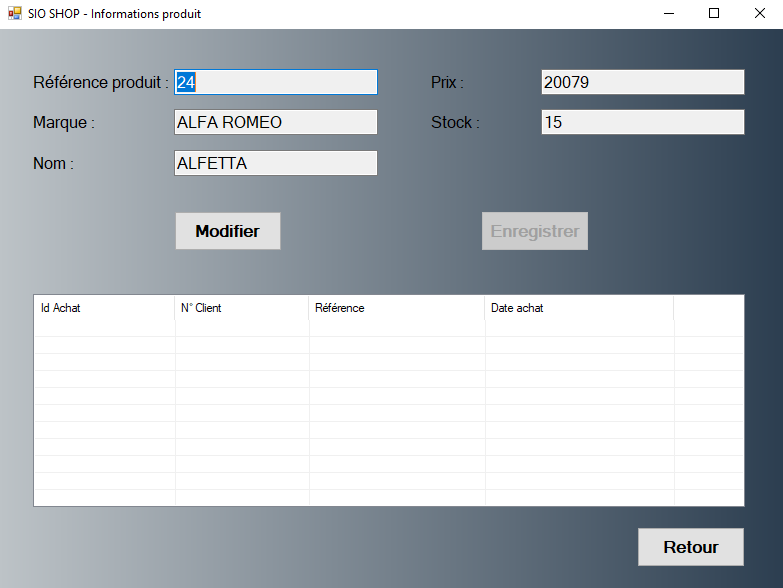 SIO SHOP - Informations produit
Référence produit : 24
Prix : 20079
Marque : ALFA ROMEO
Stock : 15
Nom : ALFETTA
Modifier
Enregistrer
Id Achat N° Client Référence Date achat
Retour